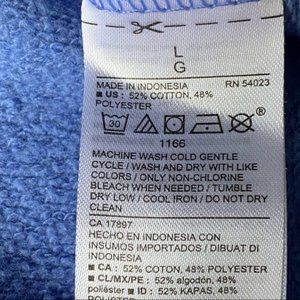 L
G
MADE IN INDONESIA RN 54023
■ US : 52% COTTON, 48%
POLYESTER
30
1166
MACHINE WASH COLD GENTLE
CYCLE / WASH AND DRY WITH LIKE
COLORS / ONLY NON-CHLORINE
BLEACH WHEN NEEDED / TUMBLE
DRY LOW / COOL IRON / DO NOT DRY
CLEAN
CA 17897
HECHO EN INDONESIA CON
INSUMOS IMPORTADOS / DIBUAT DI
INDONESIA
■ CA : 52% COTTON, 48% POLYESTER
■ CL/MX/PE : 52% algodón, 48%
poliéster ■ ID : 52% KAPAS, 48%
POLIESTER